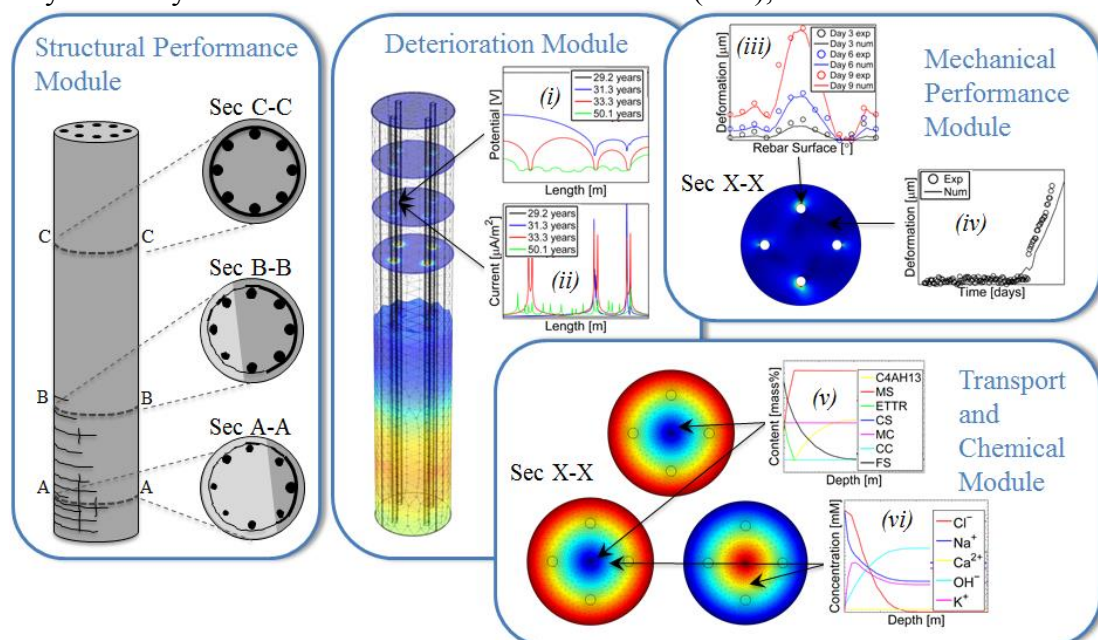 Structural Performance
Module
Sec C-C
C
C
Sec B-B
B
B
Sec A-A
A
A
Deterioration Module
(i)
29.2 years
31.3 years
33.3 years
50.1 years
Potential [V]
Length [m]
(ii)
29.2 years
31.3 years
33.3 years
50.1 years
Current [µA/m²]
Length [m]
(iii)
Day 3 exp
Day 3 num
Day 6 exp
Day 6 num
Day 9 exp
Day 9 num
Deformation [µm]
Rebar Surface [°]
Mechanical
Performance
Module
Sec X-X
Exp
Num
(iv)
Deformation [µm]
Time [days]
Transport
and
Chemical
Module
Sec X-X
(v)
C4AH13
MS
ETTR
CS
MC
CC
FS
Content [mass%]
Depth [m]
(vi)
Cl⁻
Na⁺
Ca²⁺
OH⁻
K⁺
Concentration [mM]
Depth [m]